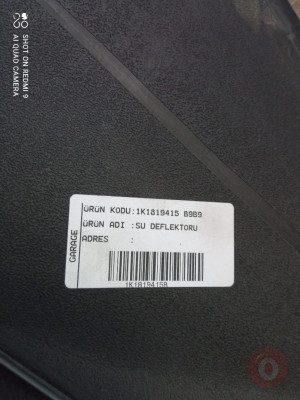 SHOT ON REDMI 9
AI QUAD CAMERA
GARAGE
ÜRÜN KODU:1K1819415 B9B9
ÜRÜN ADI :SU DEFLEKTORU
ADRES :
1K1819415B